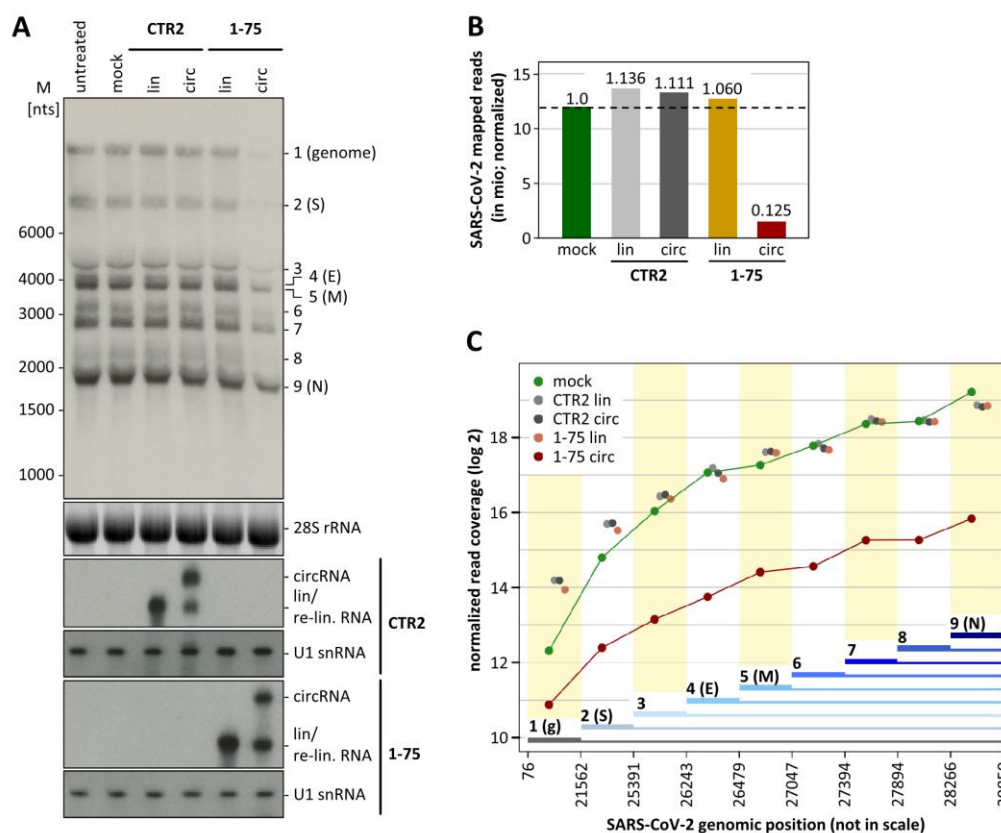 A
CTR2
1-75
untreated
mock
lin
circ
lin
circ
M
[nts]
1 (genome)
2 (S)
6000
3
4 (E)
4000
5 (M)
3000
6
7
2000
8
9 (N)
1500
1000
28S rRNA
circRNA
lin/
re-lin. RNA
CTR2
U1 snRNA
circRNA
lin/
re-lin. RNA
1-75
U1 snRNA
B
SARS-CoV-2 mapped reads
(in mio; normalized)
15
10
5
0
1.0
1.136
1.111
1.060
0.125
mock
lin
circ
lin
circ
CTR2
1-75
C
normalized read coverage (log 2)
18
16
14
12
10
mock
CTR2 lin
CTR2 circ
1-75 lin
1-75 circ
9 (N)
8
7
6
5 (M)
4 (E)
3
2 (S)
1 (g)
76
21562
25391
26243
26479
27047
27394
27894
28266
SARS-CoV-2 genomic position (not in scale)